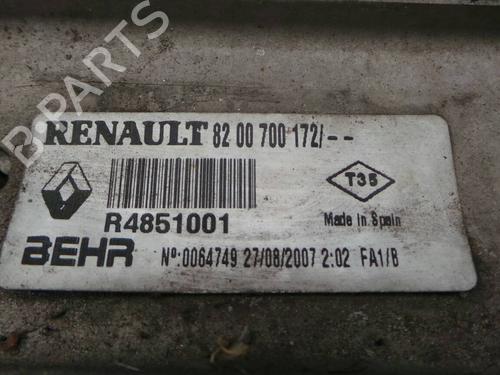 RENAULT 82 00 700 172/--
T35
R4851001
Made in Spain
BEHR Nº:0064749 27/08/2007 2:02 FA1/B
B-PARTS